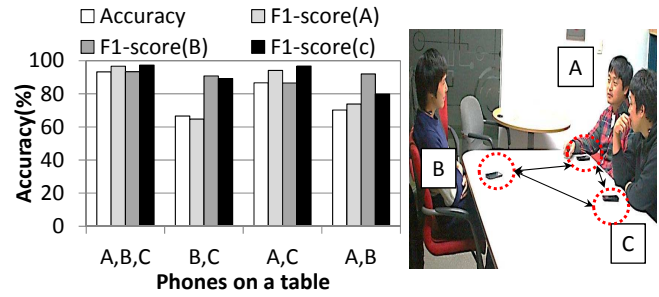 Accuracy
F1-score(A)
F1-score(B)
F1-score(c)
Accuracy(%)
100
80
60
40
20
0
A,B,C
B,C
A,C
A,B
Phones on a table
A
B
C